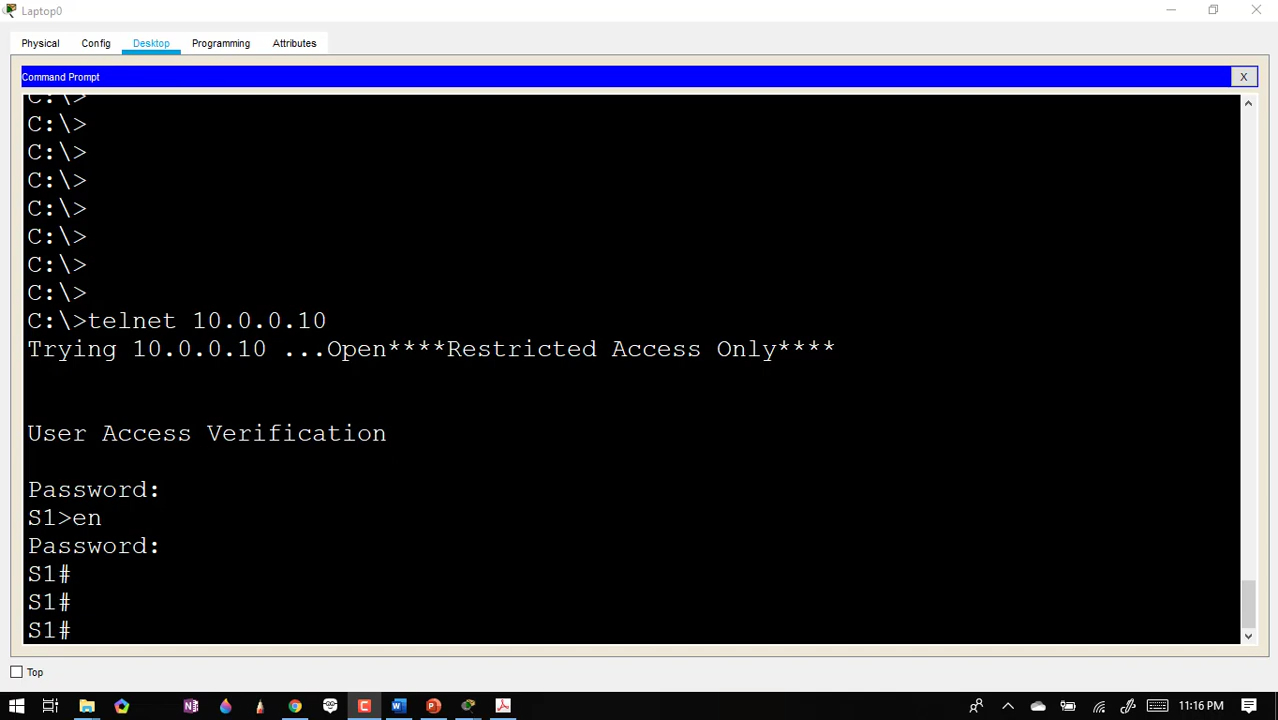 Laptop0
Physical Config Desktop Programming Attributes
Command Prompt X
C:\>
C:\>
C:\>
C:\>
C:\>
C:\>
C:\>
C:\>
C:\>telnet 10.0.0.10
Trying 10.0.0.10 ...Open****Restricted Access Only****
User Access Verification
Password:
S1>en
Password:
S1#
S1#
S1#
Top
11:16 PM